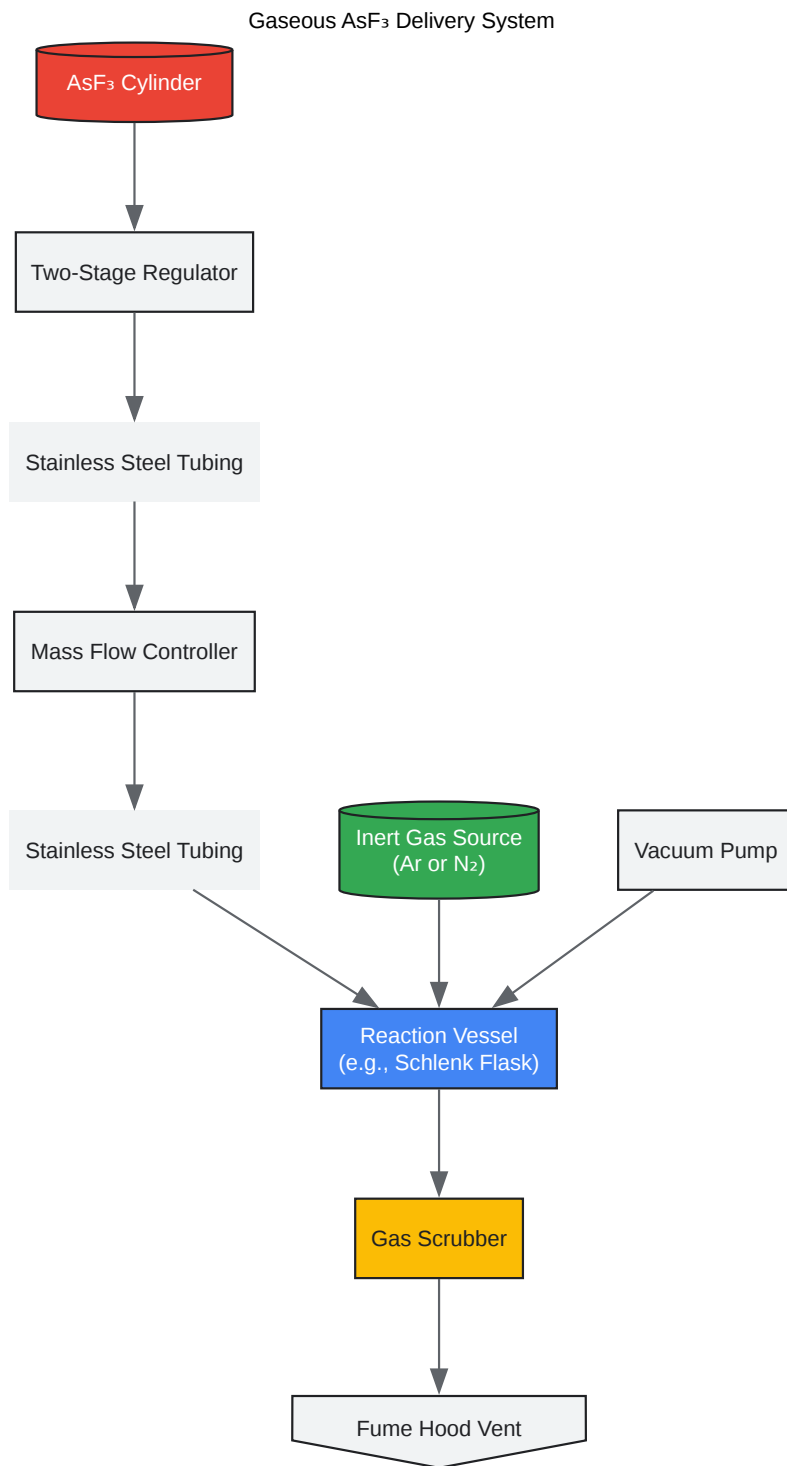 Gaseous AsF₃ Delivery System
AsF₃ Cylinder
Two-Stage Regulator
Stainless Steel Tubing
Mass Flow Controller
Stainless Steel Tubing
Inert Gas Source
(Ar or N₂)
Vacuum Pump
Reaction Vessel
(e.g., Schlenk Flask)
Gas Scrubber
Fume Hood Vent